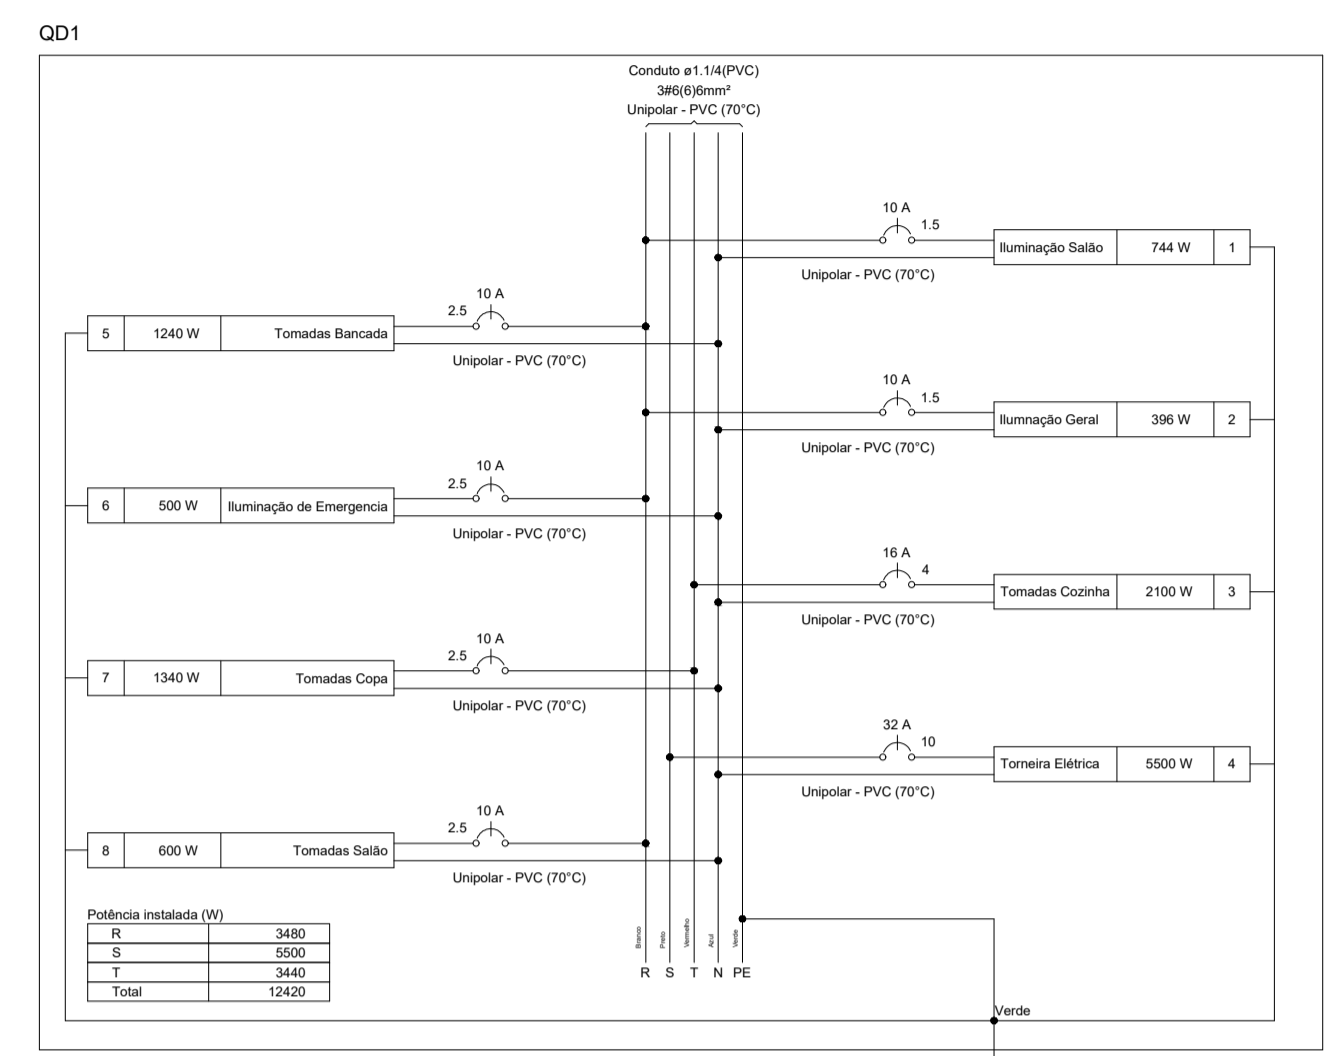 QD1
Conduto ø1.1/4(PVC)
3#6(6)6mm²
Unipolar - PVC (70°C)
10 A
1.5
Iluminação Salão 744 W 1
Unipolar - PVC (70°C)
10 A
2.5
5 1240 W Tomadas Bancada
Unipolar - PVC (70°C)
10 A
1.5
Ilumnação Geral 396 W 2
Unipolar - PVC (70°C)
10 A
2.5
6 500 W Iluminação de Emergencia
Unipolar - PVC (70°C)
16 A
4
Tomadas Cozinha 2100 W 3
Unipolar - PVC (70°C)
10 A
2.5
7 1340 W Tomadas Copa
Unipolar - PVC (70°C)
32 A
10
Torneira Elétrica 5500 W 4
Unipolar - PVC (70°C)
10 A
2.5
8 600 W Tomadas Salão
Unipolar - PVC (70°C)
Potência instalada (W)
R 3480
S 5500
T 3440
Total 12420
Branco
Preto
Vermelho
Azul
Verde
R S T N PE
Verde